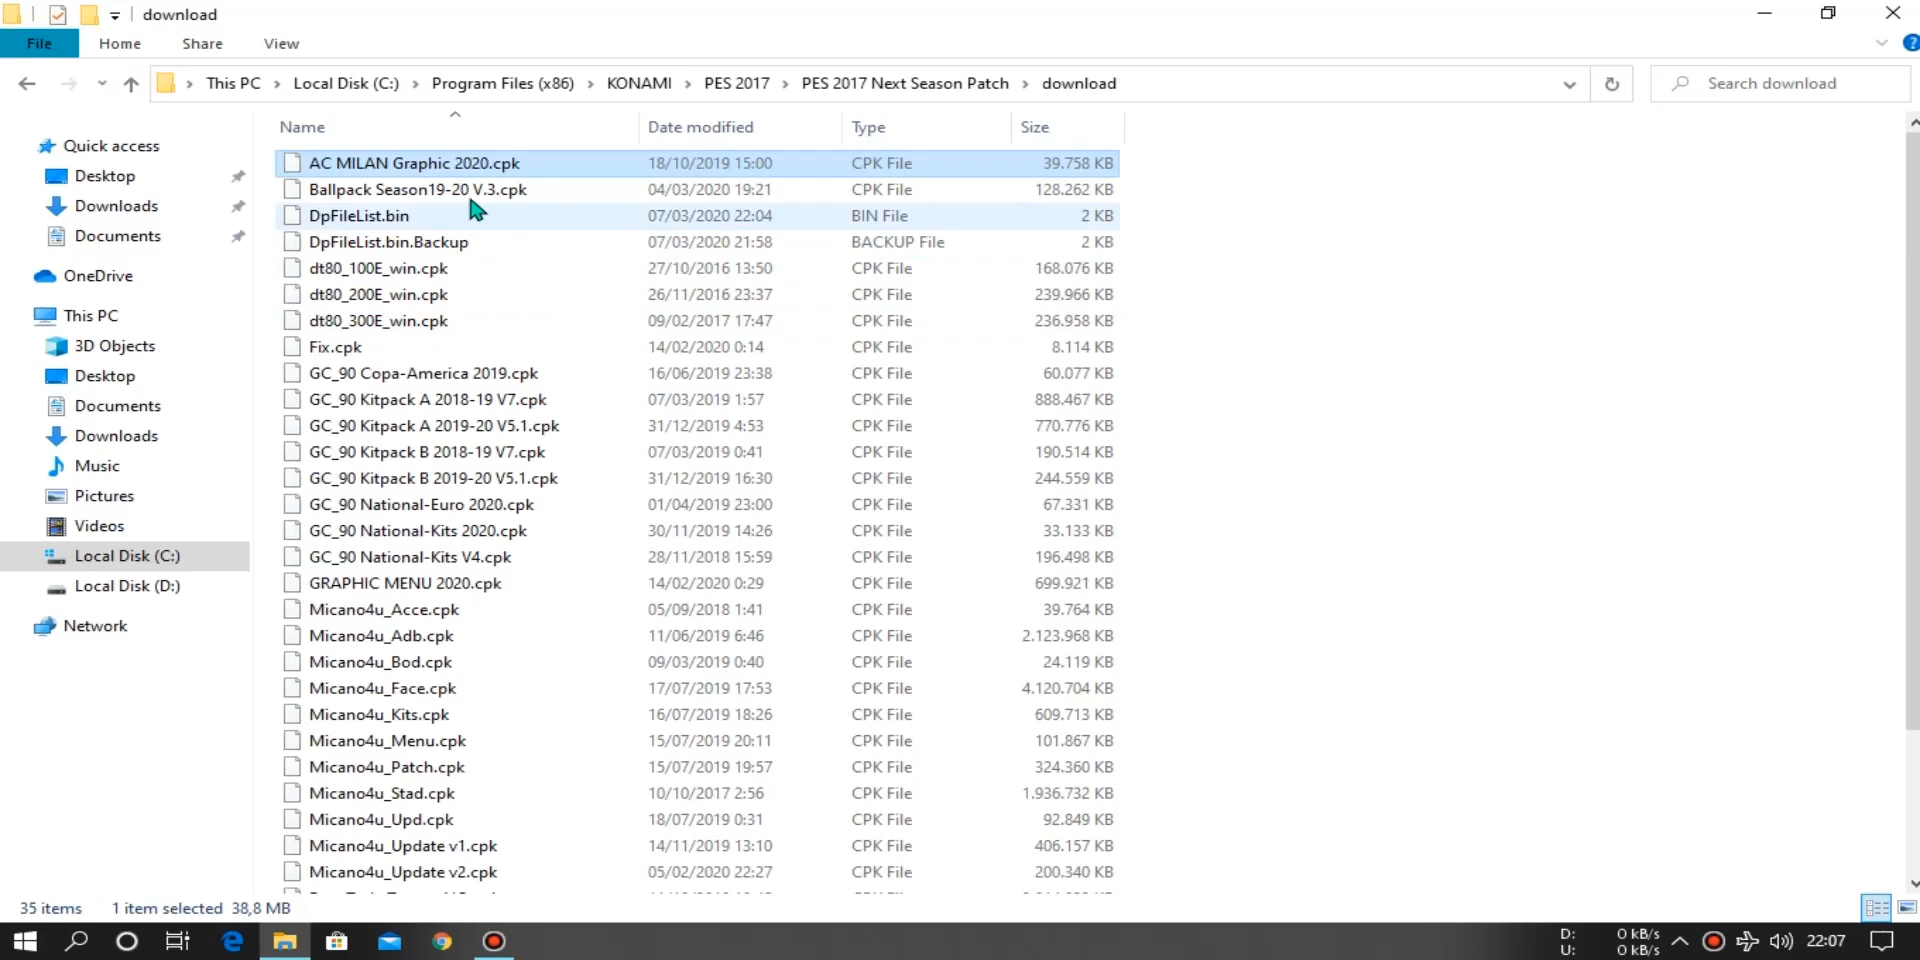 download
File Home Share View
This PC Local Disk (C:) Program Files (x86) KONAMI PES 2017 PES 2017 Next Season Patch download
Search download
Name Date modified Type Size
Quick access
Desktop
Downloads
Documents
OneDrive
This PC
3D Objects
Desktop
Documents
Downloads
Music
Pictures
Videos
Local Disk (C:)
Local Disk (D:)
Network
AC MILAN Graphic 2020.cpk 18/10/2019 15:00 CPK File 39.758 KB
Ballpack Season19-20 V.3.cpk 04/03/2020 19:21 CPK File 128.262 KB
DpFileList.bin 07/03/2020 22:04 BIN File 2 KB
DpFileList.bin.Backup 07/03/2020 21:58 BACKUP File 2 KB
dt80_100E_win.cpk 27/10/2016 13:50 CPK File 168.076 KB
dt80_200E_win.cpk 26/11/2016 23:37 CPK File 239.966 KB
dt80_300E_win.cpk 09/02/2017 17:47 CPK File 236.958 KB
Fix.cpk 14/02/2020 0:14 CPK File 8.114 KB
GC_90 Copa-America 2019.cpk 16/06/2019 23:38 CPK File 60.077 KB
GC_90 Kitpack A 2018-19 V7.cpk 07/03/2019 1:57 CPK File 888.467 KB
GC_90 Kitpack A 2019-20 V5.1.cpk 31/12/2019 4:53 CPK File 770.776 KB
GC_90 Kitpack B 2018-19 V7.cpk 07/03/2019 0:41 CPK File 190.514 KB
GC_90 Kitpack B 2019-20 V5.1.cpk 31/12/2019 16:30 CPK File 244.559 KB
GC_90 National-Euro 2020.cpk 01/04/2019 23:00 CPK File 67.331 KB
GC_90 National-Kits 2020.cpk 30/11/2019 14:26 CPK File 33.133 KB
GC_90 National-Kits V4.cpk 28/11/2018 15:59 CPK File 196.498 KB
GRAPHIC MENU 2020.cpk 14/02/2020 0:29 CPK File 699.921 KB
Micano4u_Acce.cpk 05/09/2018 1:41 CPK File 39.764 KB
Micano4u_Adb.cpk 11/06/2019 6:46 CPK File 2.123.968 KB
Micano4u_Bod.cpk 09/03/2019 0:40 CPK File 24.119 KB
Micano4u_Face.cpk 17/07/2019 17:53 CPK File 4.120.704 KB
Micano4u_Kits.cpk 16/07/2019 18:26 CPK File 609.713 KB
Micano4u_Menu.cpk 15/07/2019 20:11 CPK File 101.867 KB
Micano4u_Patch.cpk 15/07/2019 19:57 CPK File 324.360 KB
Micano4u_Stad.cpk 10/10/2017 2:56 CPK File 1.936.732 KB
Micano4u_Upd.cpk 18/07/2019 0:31 CPK File 92.849 KB
Micano4u_Update v1.cpk 14/11/2019 13:10 CPK File 406.157 KB
Micano4u_Update v2.cpk 05/02/2020 22:27 CPK File 200.340 KB
35 items 1 item selected 38,8 MB
D: 0 kB/s
U: 0 kB/s
22:07